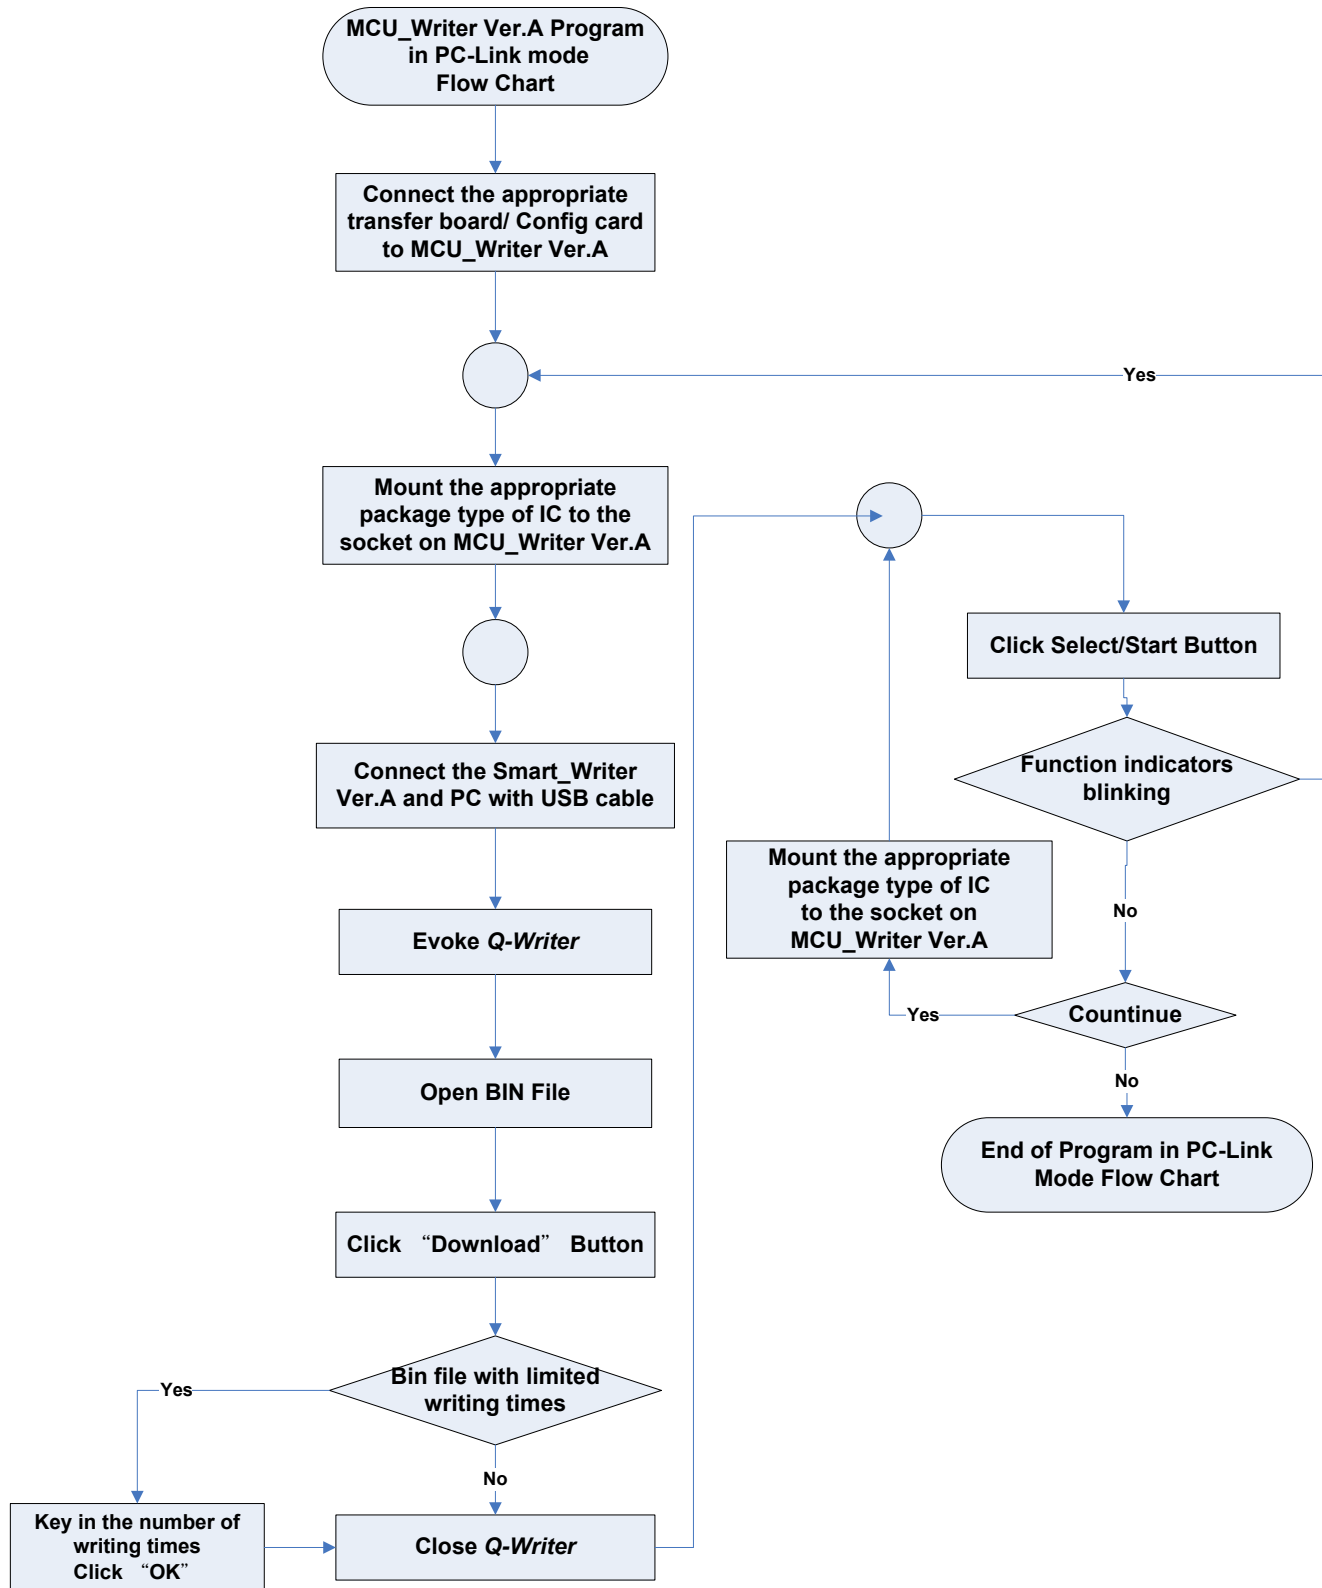 MCU_Writer Ver.A Program
in PC-Link mode
Flow Chart
Connect the appropriate
transfer board/ Config card
to MCU_Writer Ver.A
Yes
Mount the appropriate
package type of IC to the
socket on MCU_Writer Ver.A
Connect the Smart_Writer
Ver.A and PC with USB cable
Evoke Q-Writer
Open BIN File
Click “Download” Button
Bin file with limited
writing times
Yes
No
Key in the number of
writing times
Click “OK”
Close Q-Writer
Click Select/Start Button
Function indicators
blinking
No
Mount the appropriate
package type of IC
to the socket on
MCU_Writer Ver.A
Yes
Countinue
No
End of Program in PC-Link
Mode Flow Chart